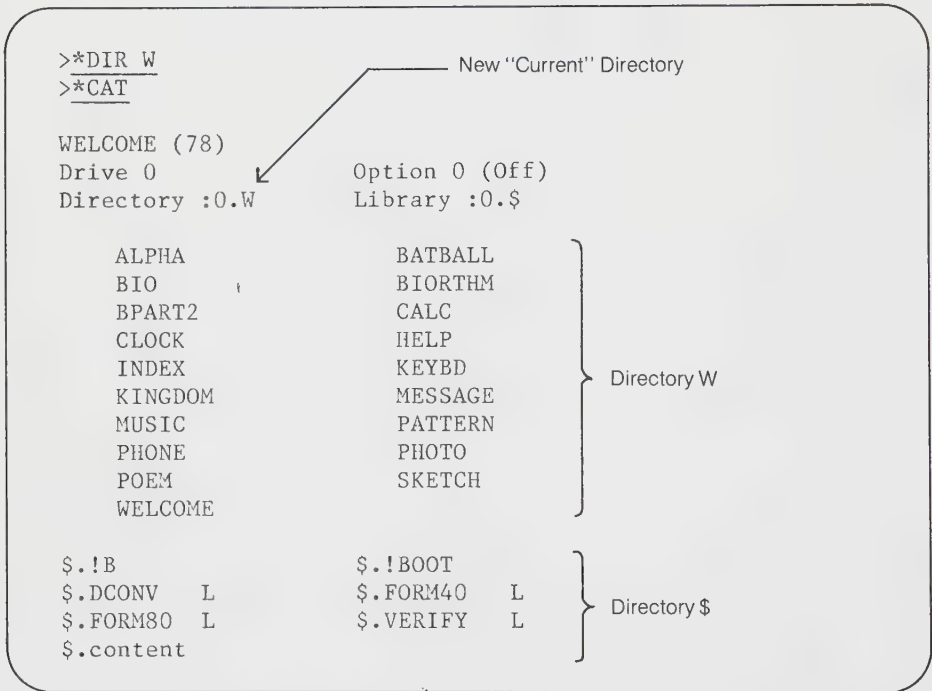 >*DIR W
New "Current" Directory
>*CAT
WELCOME (78)
Drive 0 Option 0 (Off)
Directory :0.W Library :0.$
ALPHA BATBALL
BIO BIORTHM
BPART2 CALC
CLOCK HELP
INDEX KEYBD
Directory W
KINGDOM MESSAGE
MUSIC PATTERN
PHONE PHOTO
POEM SKETCH
WELCOME
$.!B $.!BOOT
$.DCONV L $.FORM40 L
Directory $
$.FORM80 L $.VERIFY L
$.content